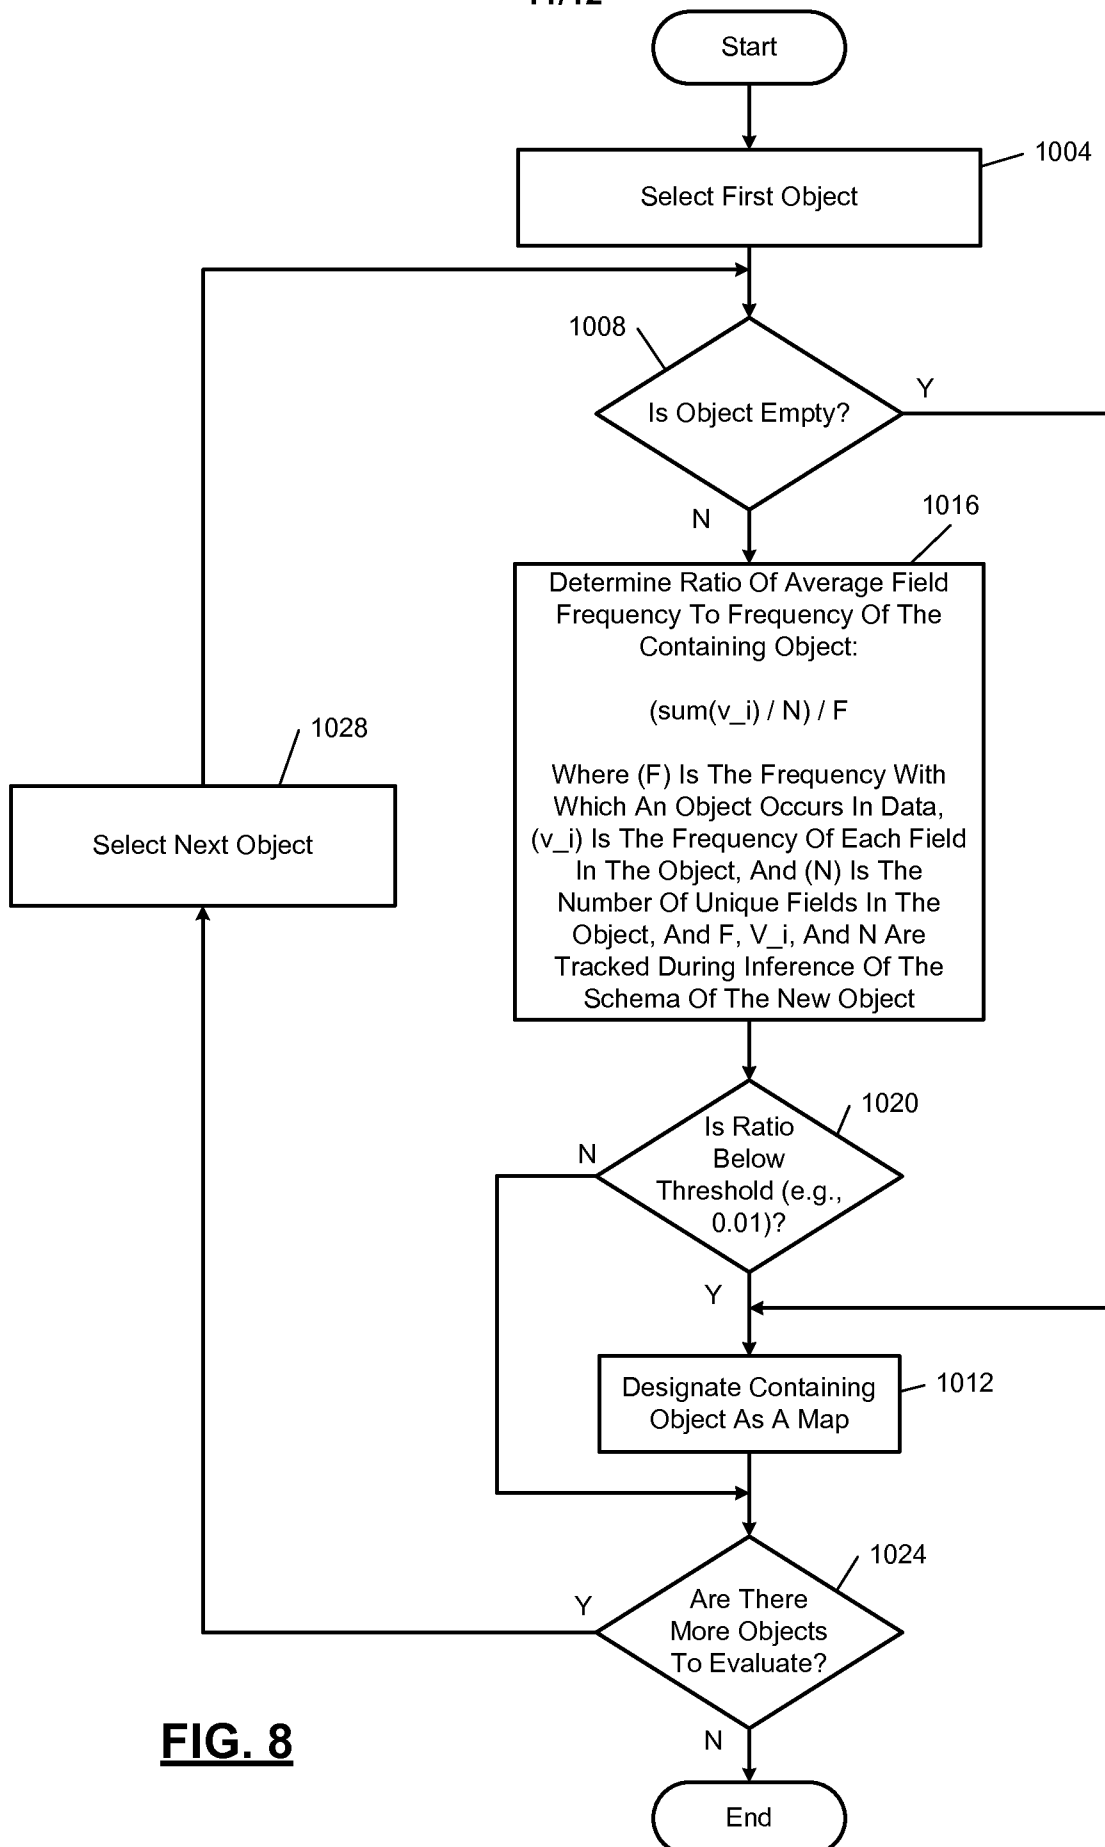 Start
1004
Select First Object
1008
Is Object Empty?
Y
N
1016
Determine Ratio Of Average Field
Frequency To Frequency Of The
Containing Object:
(sum(v_i) / N) / F
Where (F) Is The Frequency With
Which An Object Occurs In Data,
(v_i) Is The Frequency Of Each Field
In The Object, And (N) Is The
Number Of Unique Fields In The
Object, And F, V_i, And N Are
Tracked During Inference Of The
Schema Of The New Object
1028
Select Next Object
1020
Is Ratio
Below
Threshold (e.g.,
0.01)?
N
Y
Designate Containing
Object As A Map
1012
1024
Are There
More Objects
To Evaluate?
Y
N
End
FIG. 8